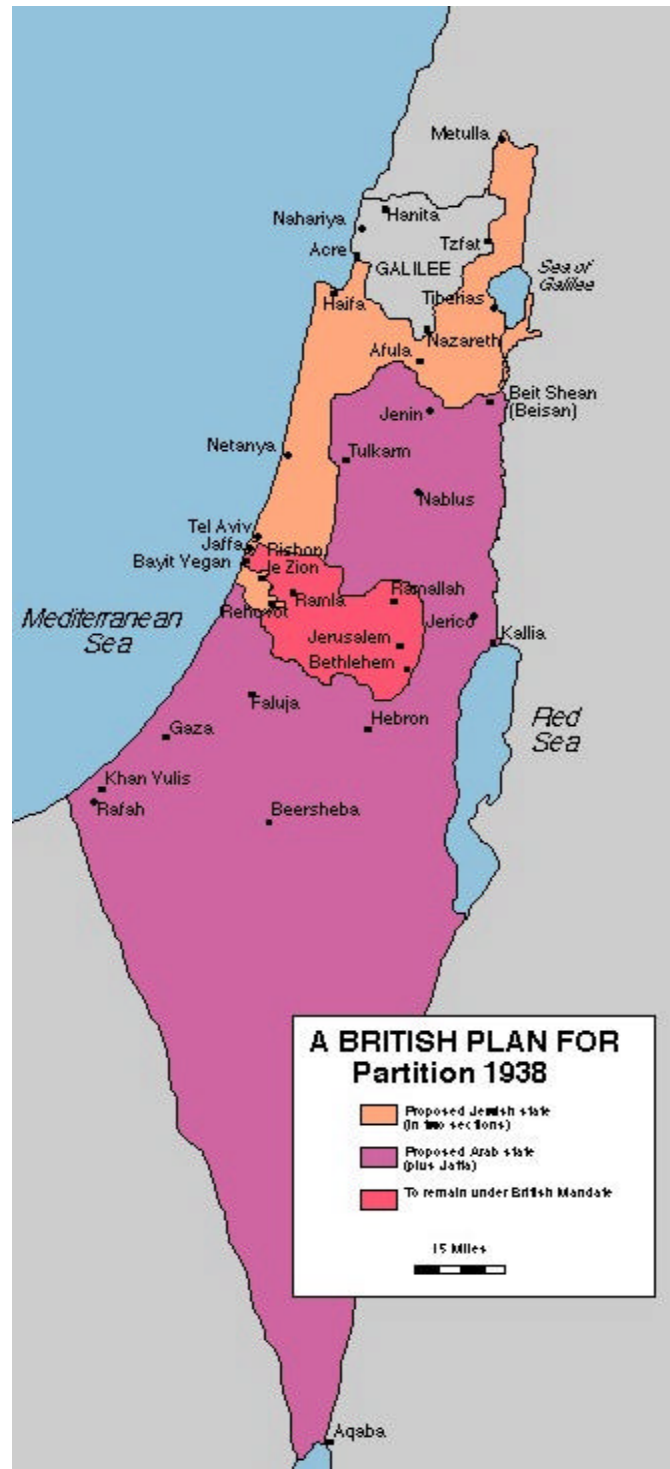 Metulla
Hanita
Nahariya
Tzfat
Acre
GALILEE
Sea of
Galilee
Haifa
Tiberias
Nazareth
Afula
Beit Shean
(Beisan)
Jenin
Netanya
Tulkarm
Nablus
Tel Aviv
Jaffa
Rishon
le Zion
Bayit Yegan
Ramla
Ramallah
Rehovot
Jerico
Mediterranean
Sea
Jerusalem
Kallia
Bethlehem
Faluja
Hebron
Red
Sea
Gaza
Khan Yulis
Rafah
Beersheba
A BRITISH PLAN FOR
Partition 1938
Proposed Jewish state
(in two sections)
Proposed Arab state
(plus Jaffa)
To remain under British Mandate
15 Miles
Aqaba